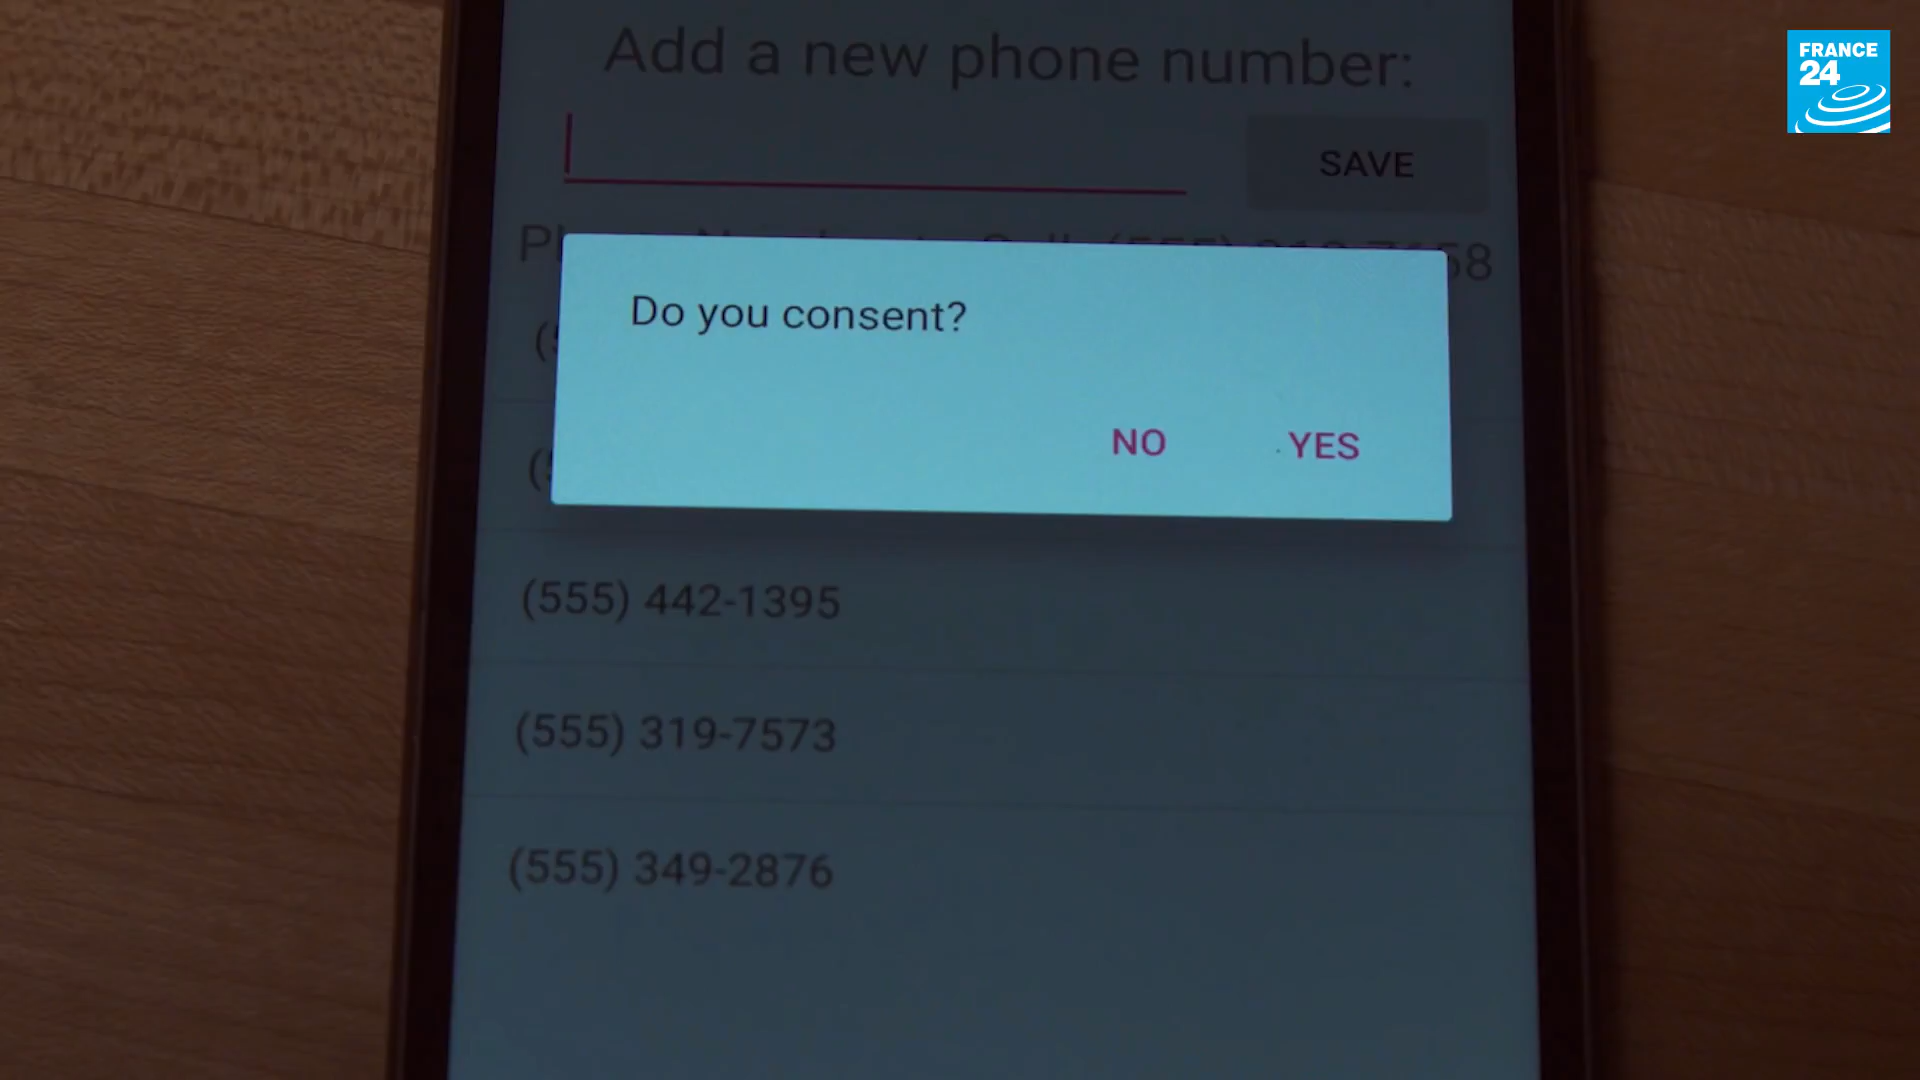 FRANCE
24
Add a new phone number:
SAVE
Do you consent?
NO
YES
(555) 442-1395
(555) 319-7573
(555) 349-2876